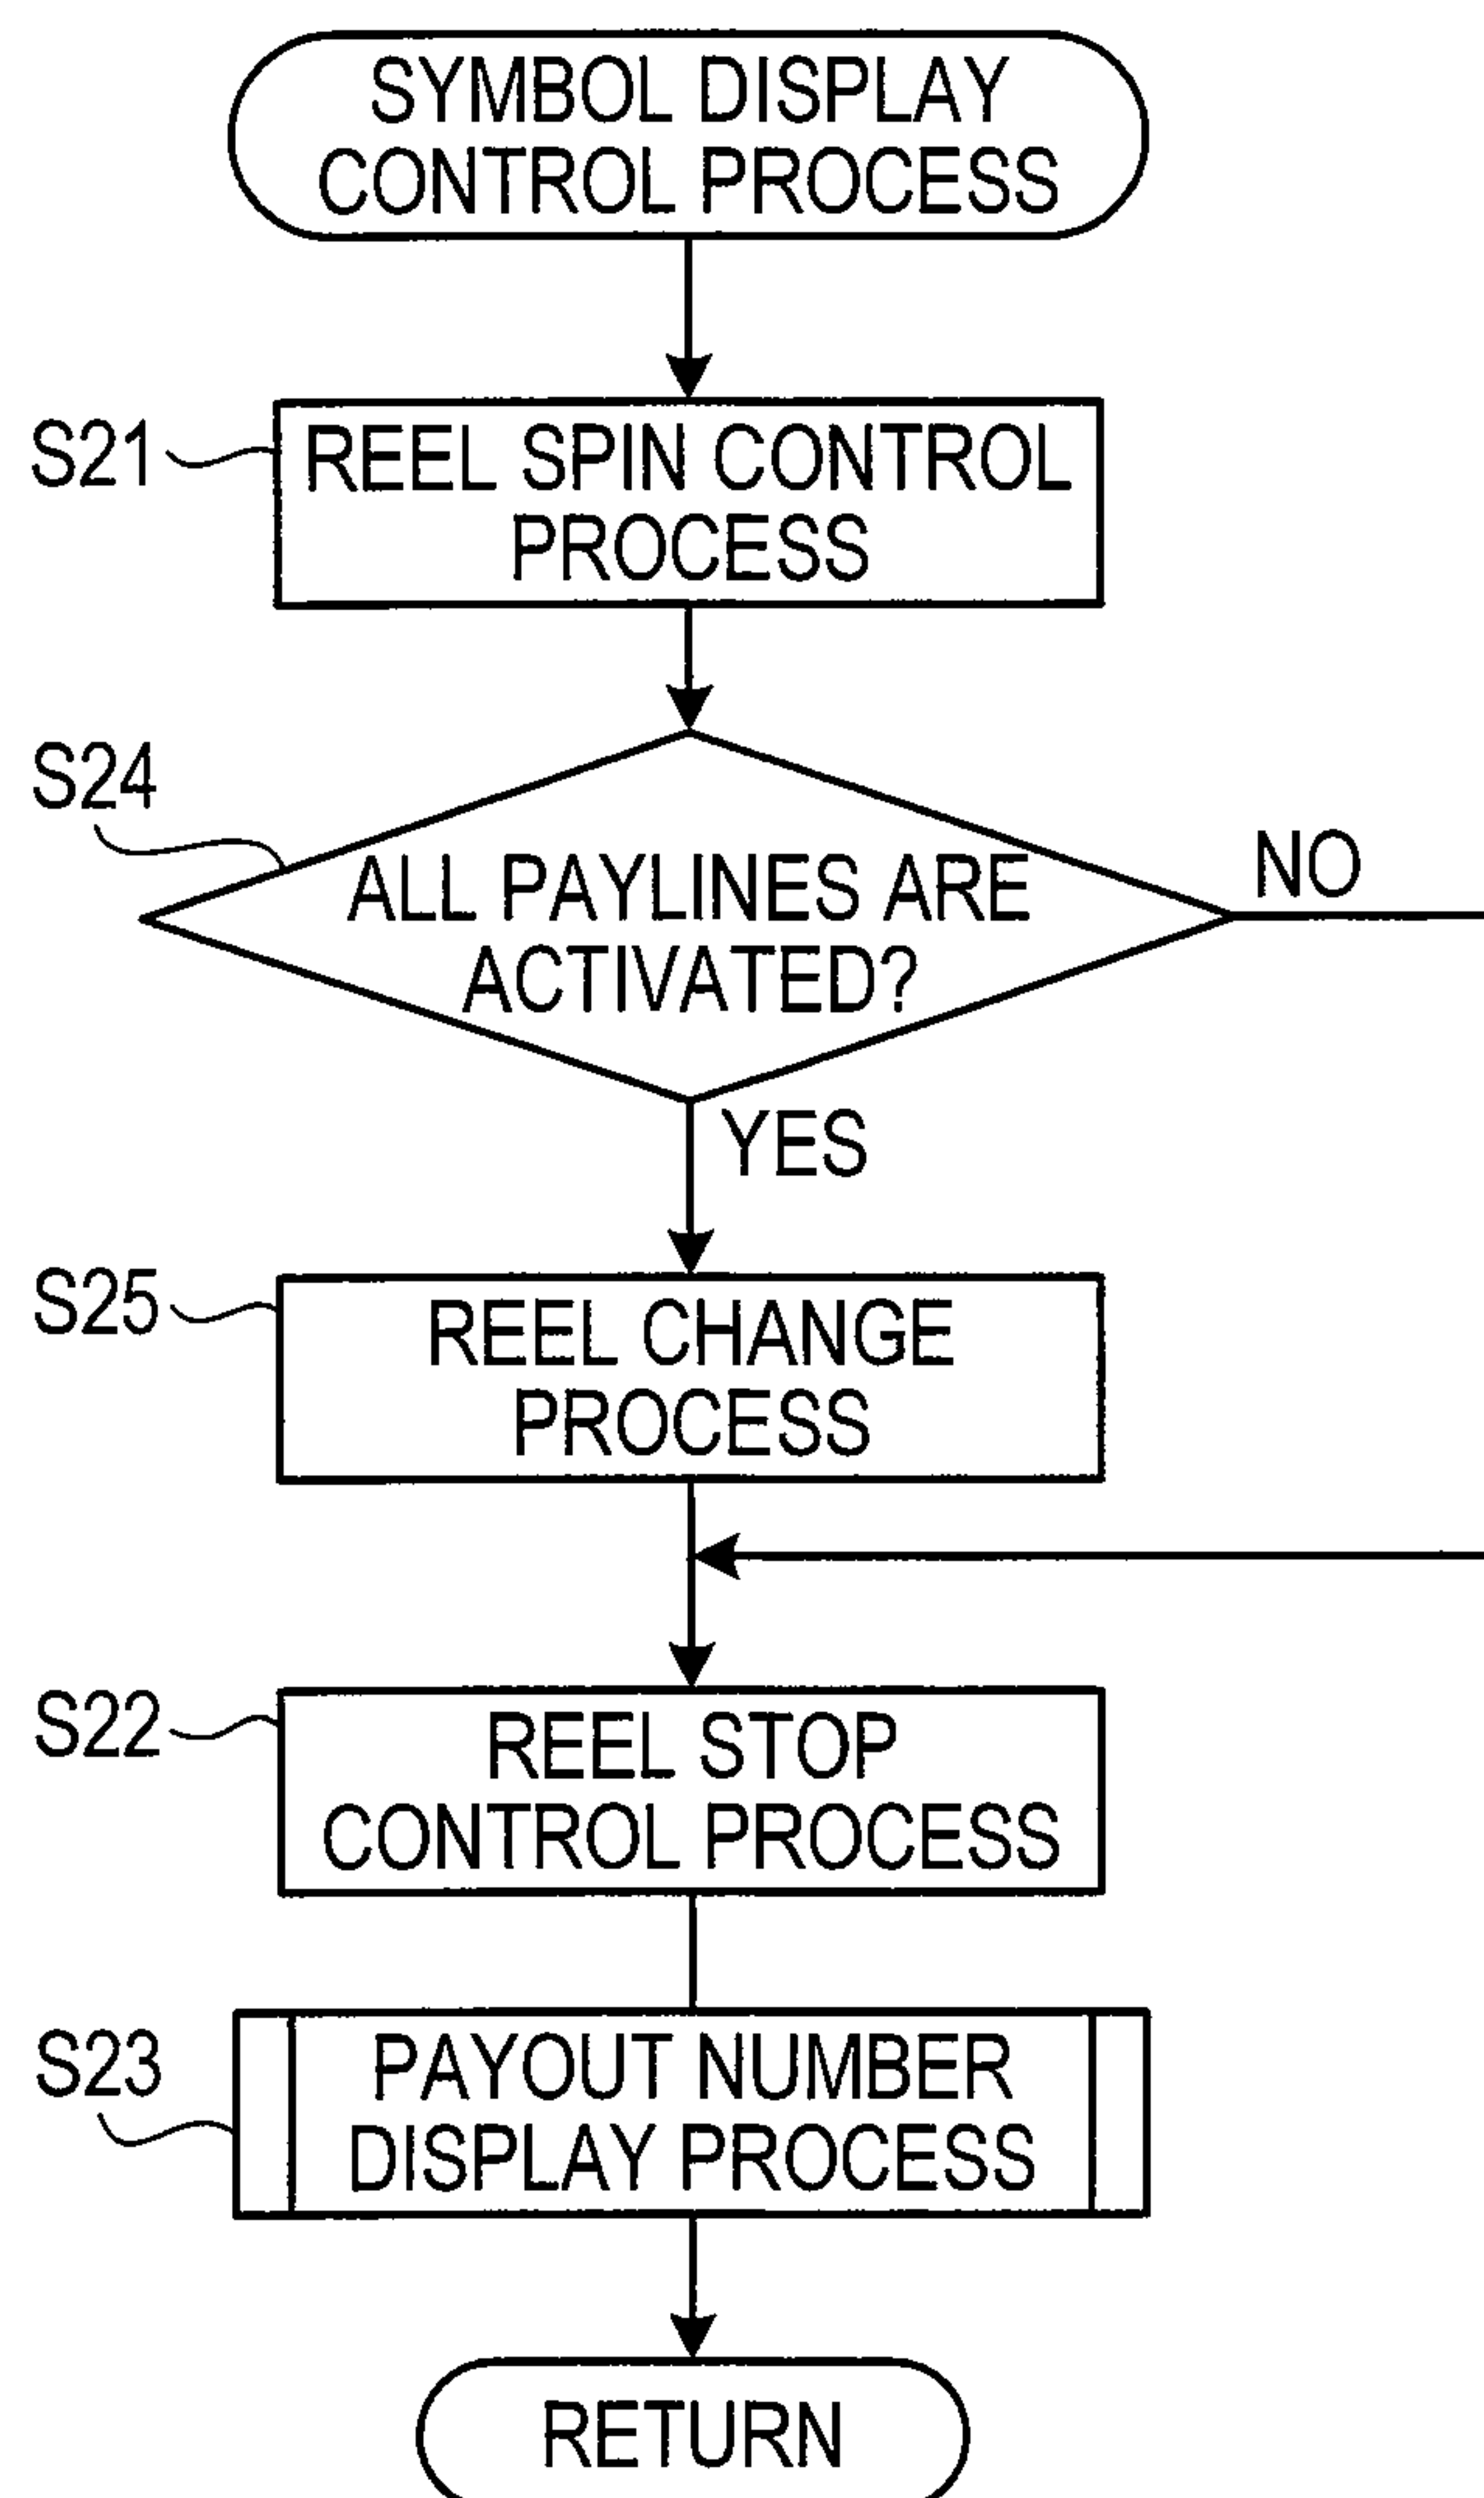 SYMBOL DISPLAY
CONTROL PROCESS
S21
REEL SPIN CONTROL
PROCESS
S24
ALL PAYLINES ARE
ACTIVATED?
NO
YES
S25
REEL CHANGE
PROCESS
S22
REEL STOP
CONTROL PROCESS
S23
PAYOUT NUMBER
DISPLAY PROCESS
RETURN